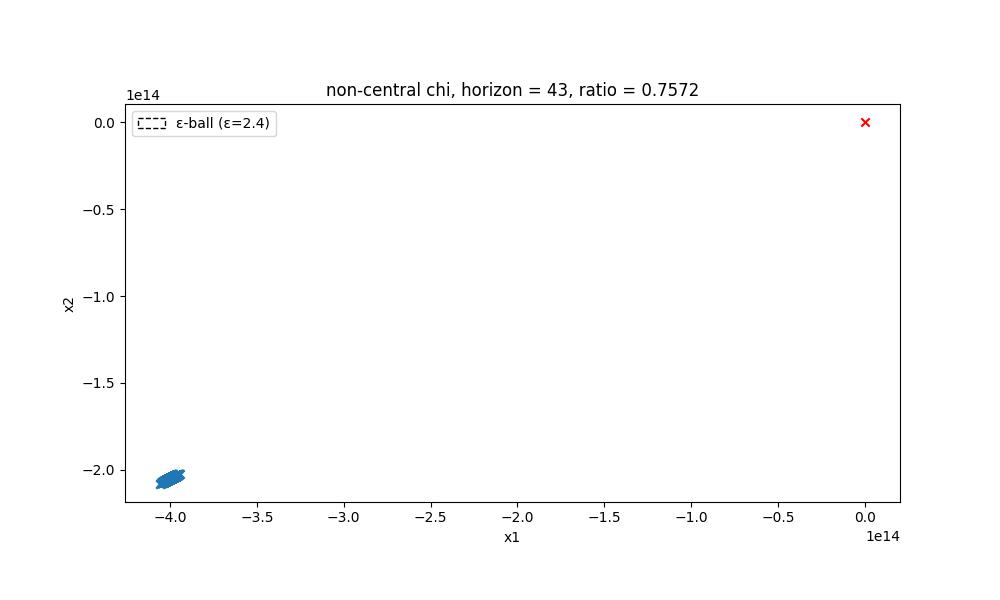 non-central chi, horizon = 43, ratio = 0.7572
1e14
ε-ball (ε=2.4)
0.0
−0.5
−1.0
−1.5
−2.0
x2
−4.0 −3.5 −3.0 −2.5 −2.0 −1.5 −1.0 −0.5 0.0
x1
1e14